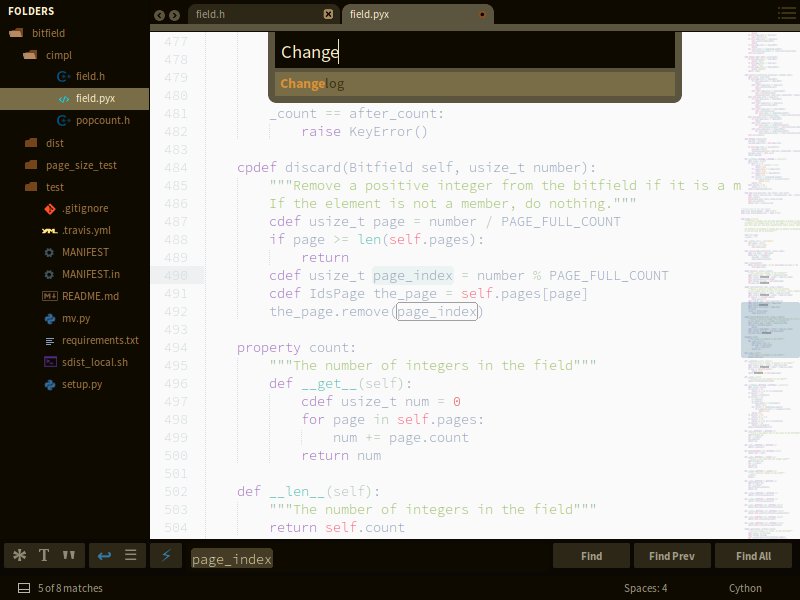 FOLDERS
bitfield
cimpl
field.h
field.pyx
popcount.h
dist
page_size_test
test
.gitignore
.travis.yml
MANIFEST
MANIFEST.in
README.md
mv.py
requirements.txt
sdist_local.sh
setup.py
field.h
field.pyx
Change
Changelog
477
478
479
480
481 _count == after_count:
482 raise KeyError()
483
484 cpdef discard(Bitfield self, usize_t number):
485 """Remove a positive integer from the bitfield if it is a m
486 If the element is not a member, do nothing."""
487 cdef usize_t page = number / PAGE_FULL_COUNT
488 if page >= len(self.pages):
489 return
490 cdef usize_t page_index = number % PAGE_FULL_COUNT
491 cdef IdsPage the_page = self.pages[page]
492 the_page.remove(page_index)
493
494 property count:
495 """The number of integers in the field"""
496 def __get__(self):
497 cdef usize_t num = 0
498 for page in self.pages:
499 num += page.count
500 return num
501
502 def __len__(self):
503 """The number of integers in the field"""
504 return self.count
page_index
Find
Find Prev
Find All
5 of 8 matches
Spaces: 4
Cython